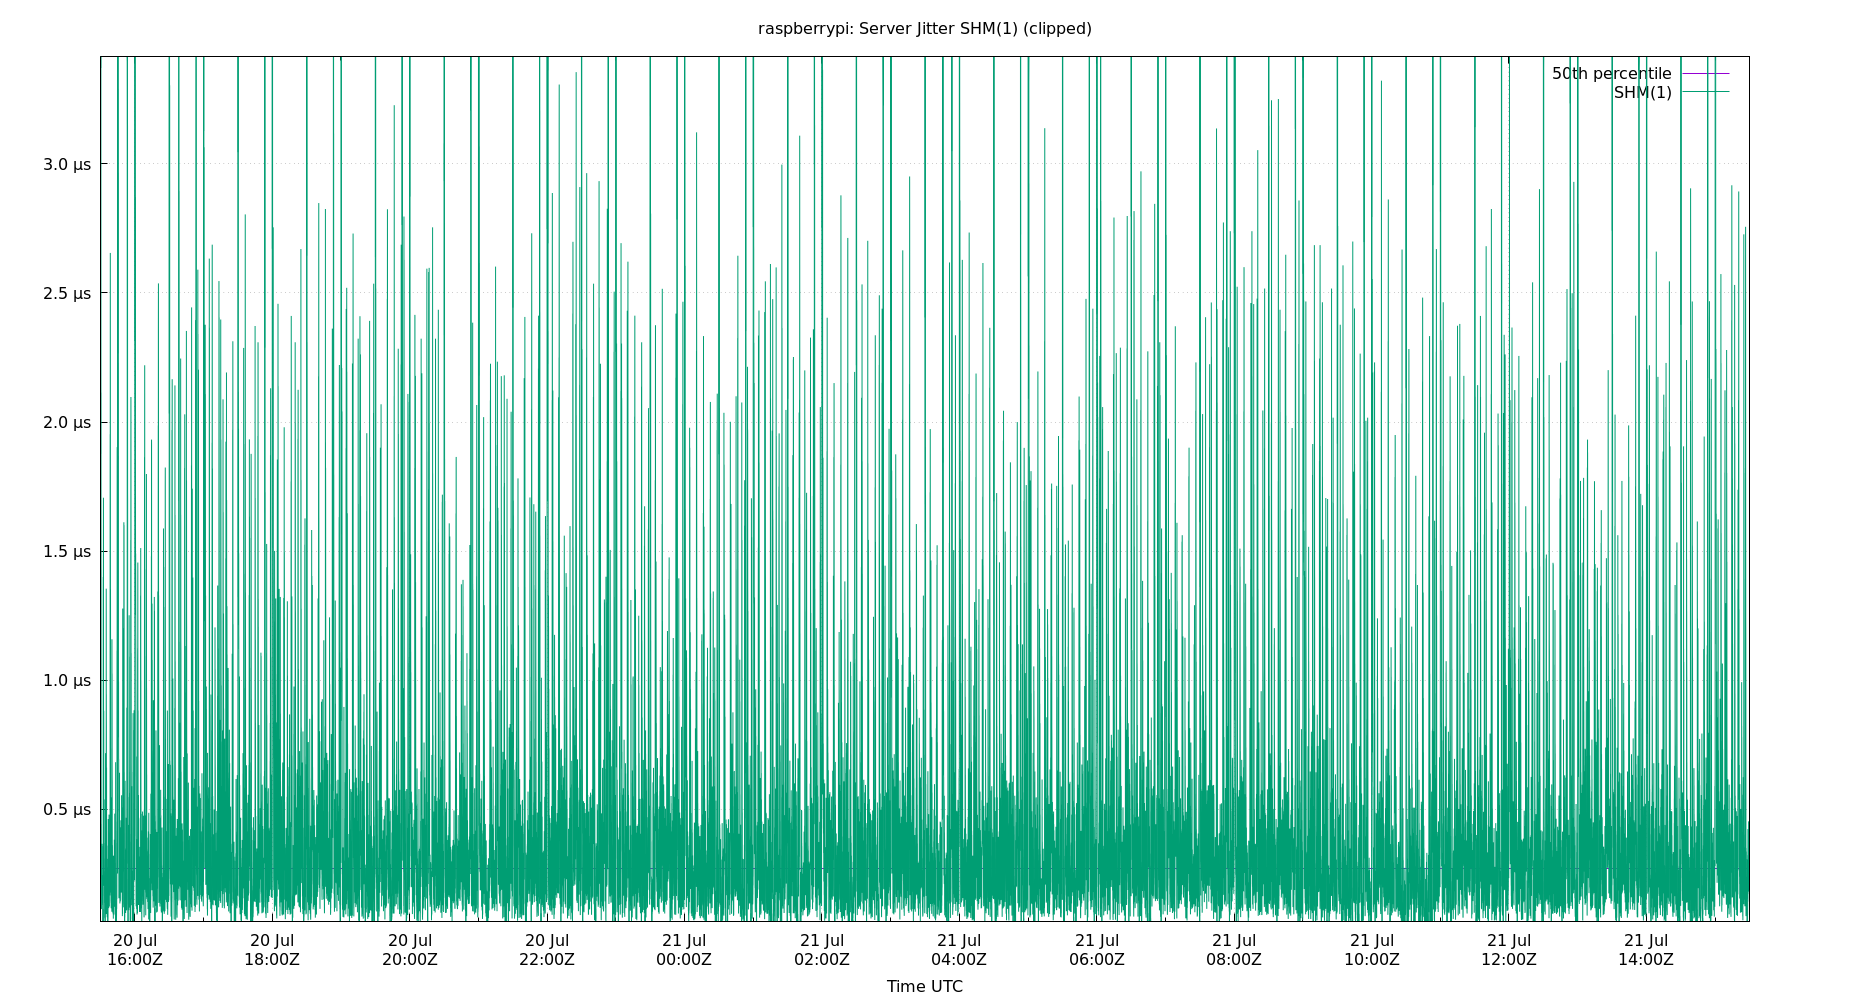 raspberrypi: Server Jitter SHM(1) (clipped)
50th percentile
SHM(1)
3.0 µs
2.5 µs
2.0 µs
1.5 µs
1.0 µs
0.5 µs
20 Jul 20 Jul 20 Jul 20 Jul 21 Jul 21 Jul 21 Jul 21 Jul 21 Jul 21 Jul 21 Jul 21 Jul
16:00Z 18:00Z 20:00Z 22:00Z 00:00Z 02:00Z 04:00Z 06:00Z 08:00Z 10:00Z 12:00Z 14:00Z
Time UTC